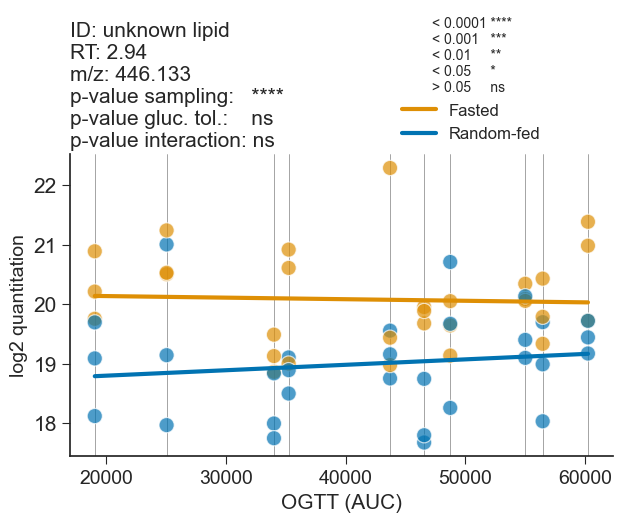 ID: unknown lipid
RT: 2.94
m/z: 446.133
p-value sampling: ****
p-value gluc. tol.: ns
p-value interaction: ns
< 0.0001 ****
< 0.001 ***
< 0.01 **
< 0.05 *
> 0.05 ns
Fasted
Random-fed
log2 quantitation
22
21
20
19
18
20000 30000 40000 50000 60000
OGTT (AUC)